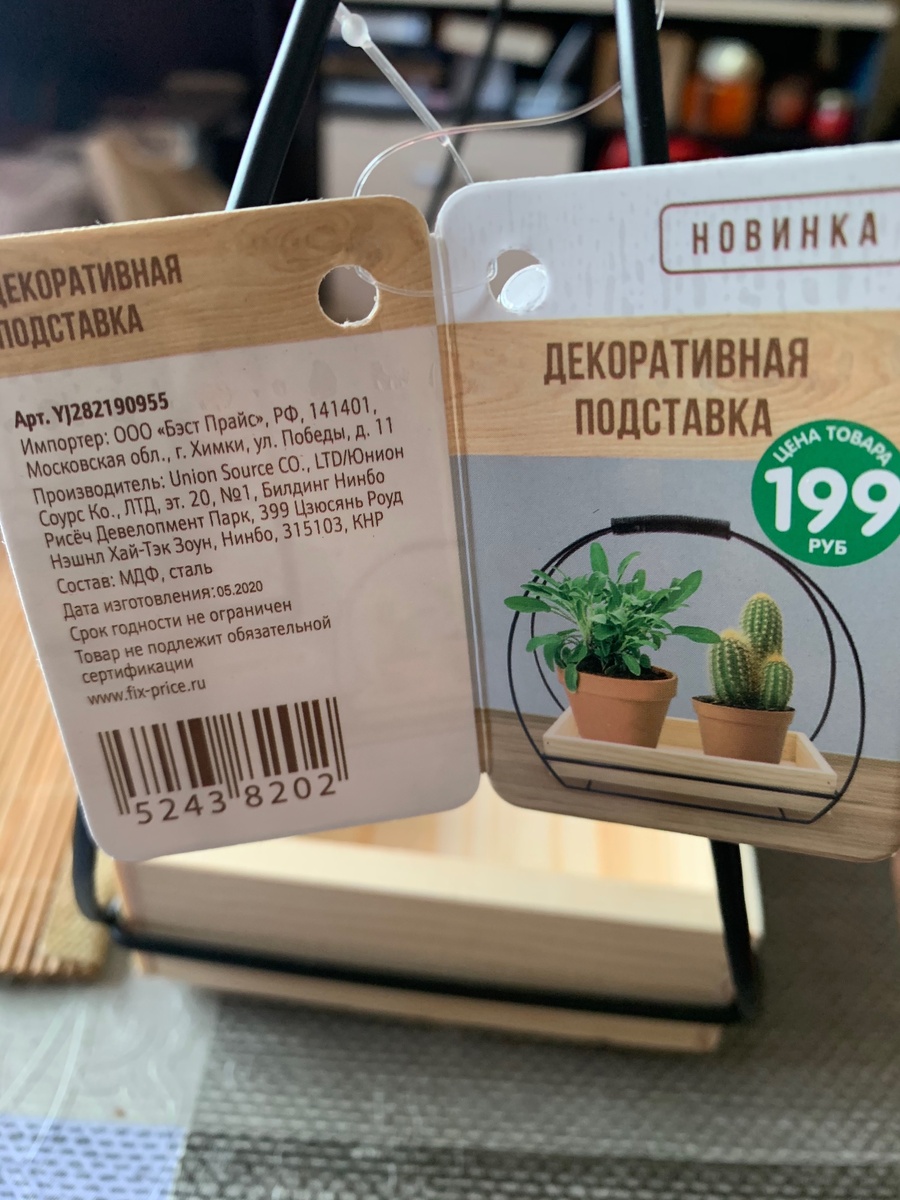 ДЕКОРАТИВНАЯ
ПОДСТАВКА
Арт. YJ282190955
Импортер: ООО «Бэст Прайс», РФ, 141401,
Московская обл., г. Химки, ул. Победы, д. 11
Производитель: Union Source CO., LTD/Юнион
Соурс Ко., ЛТД, эт. 20, №1, Билдинг Нинбо
Рисёч Девелопмент Парк, 399 Цзюсянь Роуд
Нэшнл Хай-Тэк Зоун, Нинбо, 315103, КНР
Состав: МДФ, сталь
Дата изготовления: 05.2020
Срок годности не ограничен
Товар не подлежит обязательной
сертификации
www.fix-price.ru
5243 8202
НОВИНКА
ДЕКОРАТИВНАЯ
ПОДСТАВКА
ЦЕНА ТОВАРА
199
РУБ